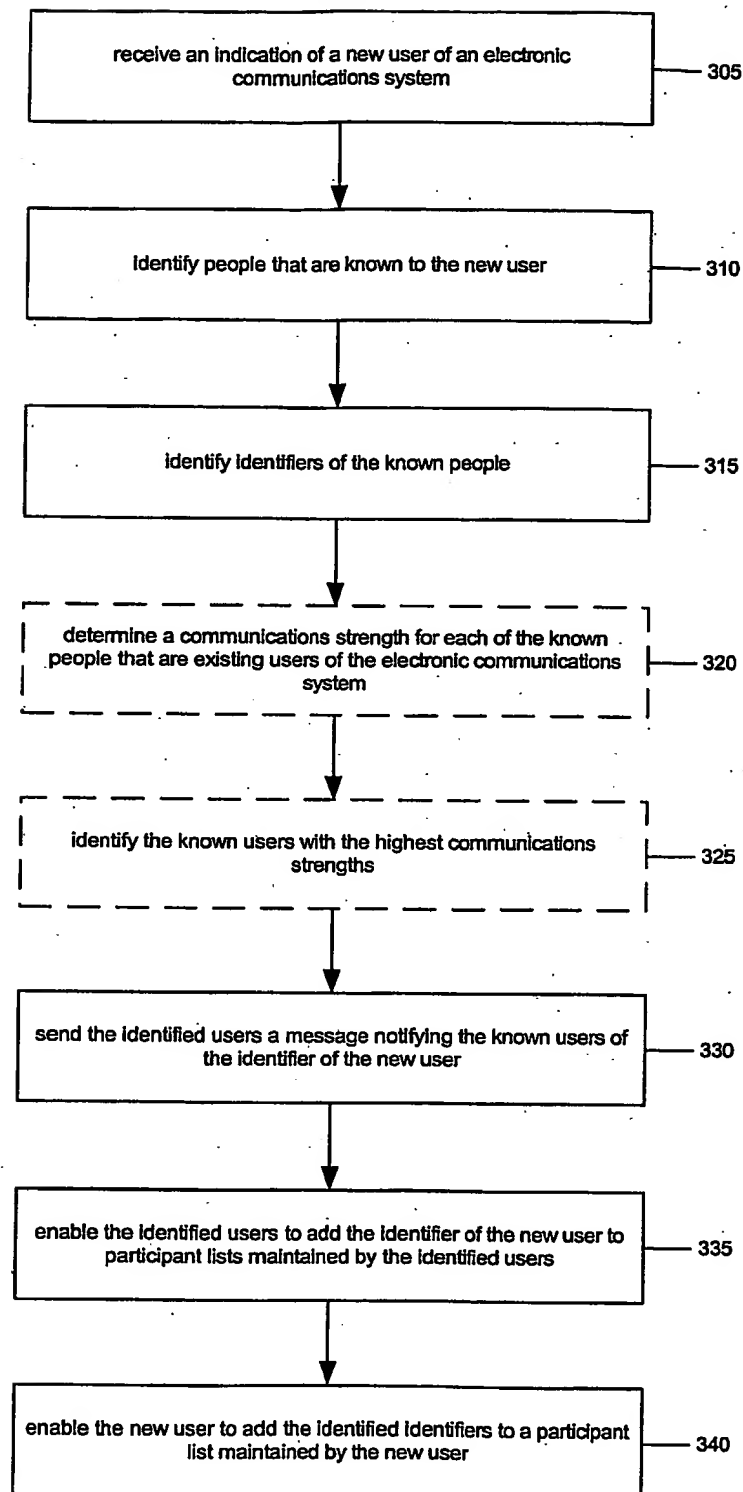 receive an indication of a new user of an electronic
communications system
305
identify people that are known to the new user
310
identify identifiers of the known people
315
determine a communications strength for each of the known
people that are existing users of the electronic communications
system
320
identify the known users with the highest communications
strengths
325
send the identified users a message notifying the known users of
the identifier of the new user
330
enable the identified users to add the identifier of the new user to
participant lists maintained by the identified users
335
enable the new user to add the identified identifiers to a participant
list maintained by the new user
340